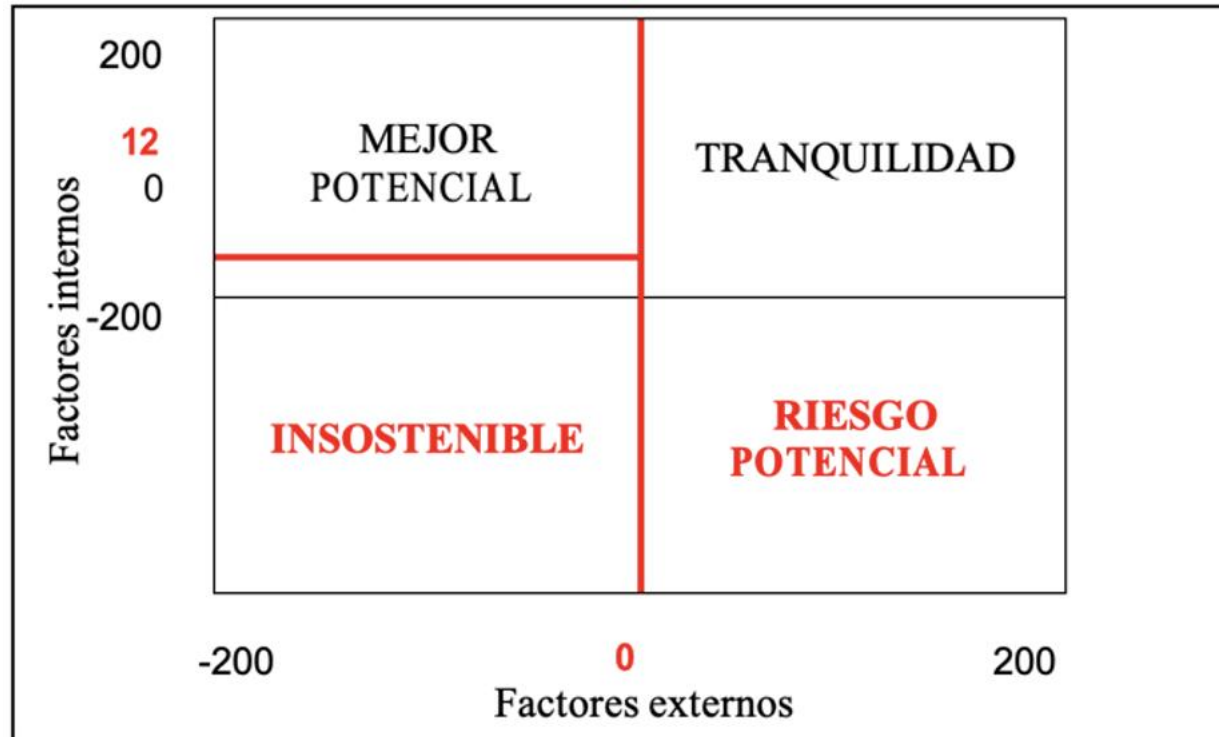 200
12
0
-200
Factores internos
MEJOR
POTENCIAL
TRANQUILIDAD
INSOSTENIBLE
RIESGO
POTENCIAL
-200
0
200
Factores externos